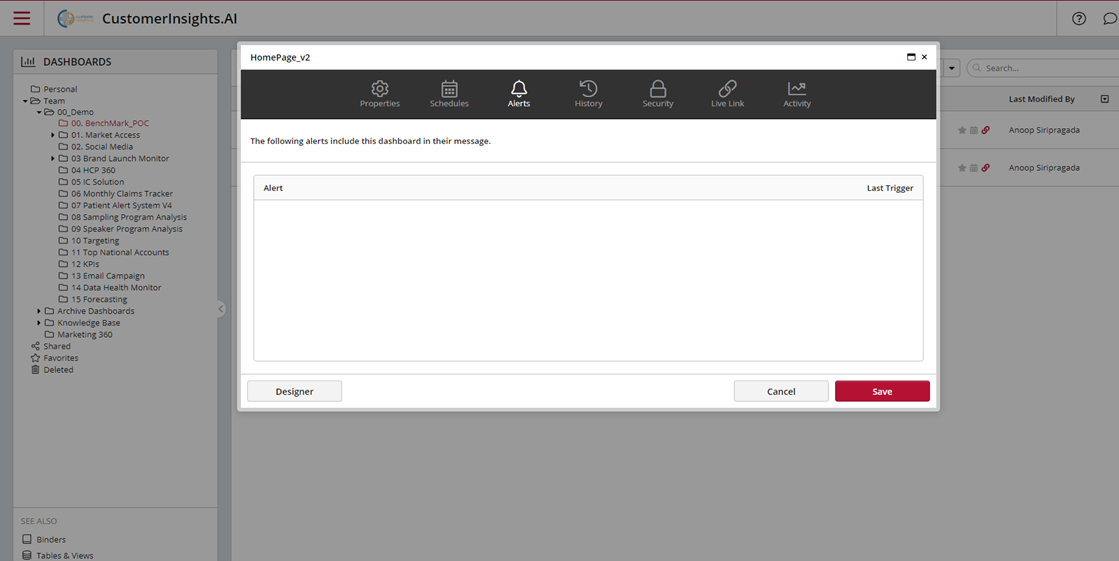 CustomerInsights.AI
DASHBOARDS
Personal
Team
00_Demo
00. BenchMark_POC
01. Market Access
02. Social Media
03 Brand Launch Monitor
04 HCP 360
05 IC Solution
06 Monthly Claims Tracker
07 Patient Alert System V4
08 Sampling Program Analysis
09 Speaker Program Analysis
10 Targeting
11 Top National Accounts
12 KPIs
13 Email Campaign
14 Data Health Monitor
15 Forecasting
Archive Dashboards
Knowledge Base
Marketing 360
Shared
Favorites
Deleted
SEE ALSO
Binders
Tables & Views
HomePage_v2
Properties
Schedules
Alerts
History
Security
Live Link
Activity
The following alerts include this dashboard in their message.
Alert
Last Trigger
Designer
Cancel
Save
Search...
Last Modified By
Anoop Siripragada
Anoop Siripragada